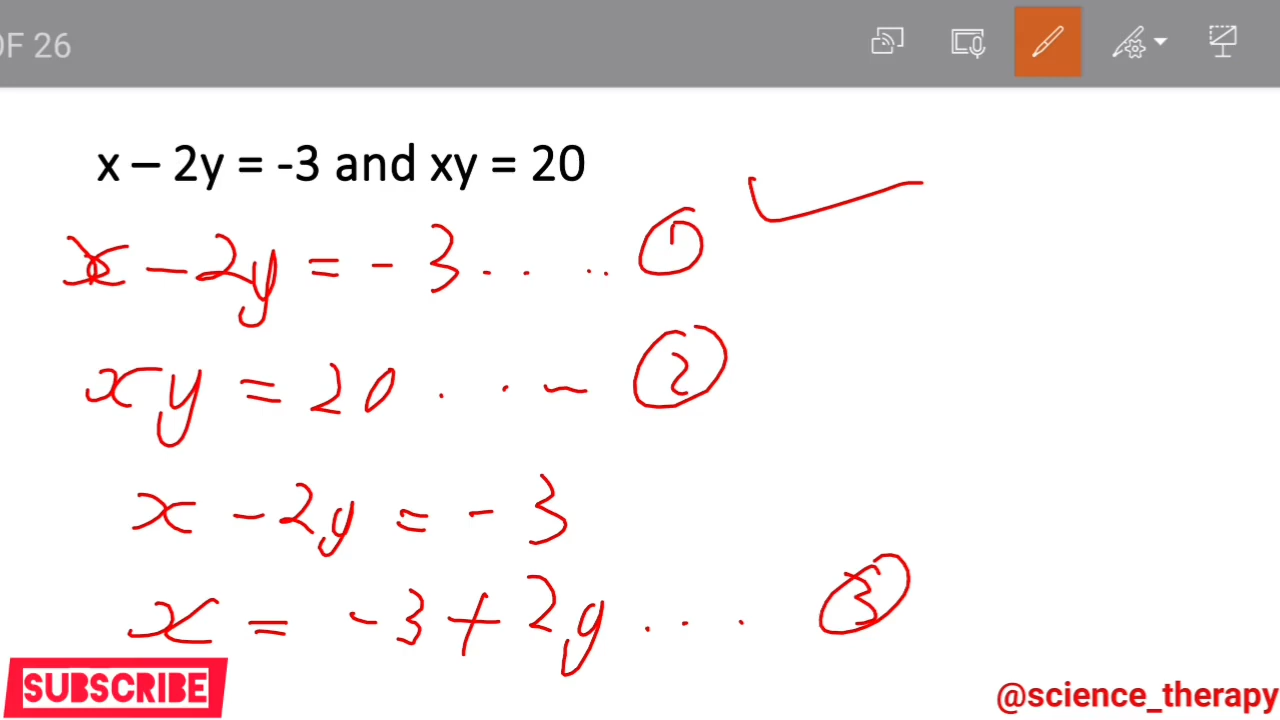 OF 26
x – 2y = -3 and xy = 20
x - 2y = - 3 .. .. ①
xy = 20 . . – ②
x - 2y = - 3
x = -3 + 2y ... ③
SUBSCRIBE
@science_therapy